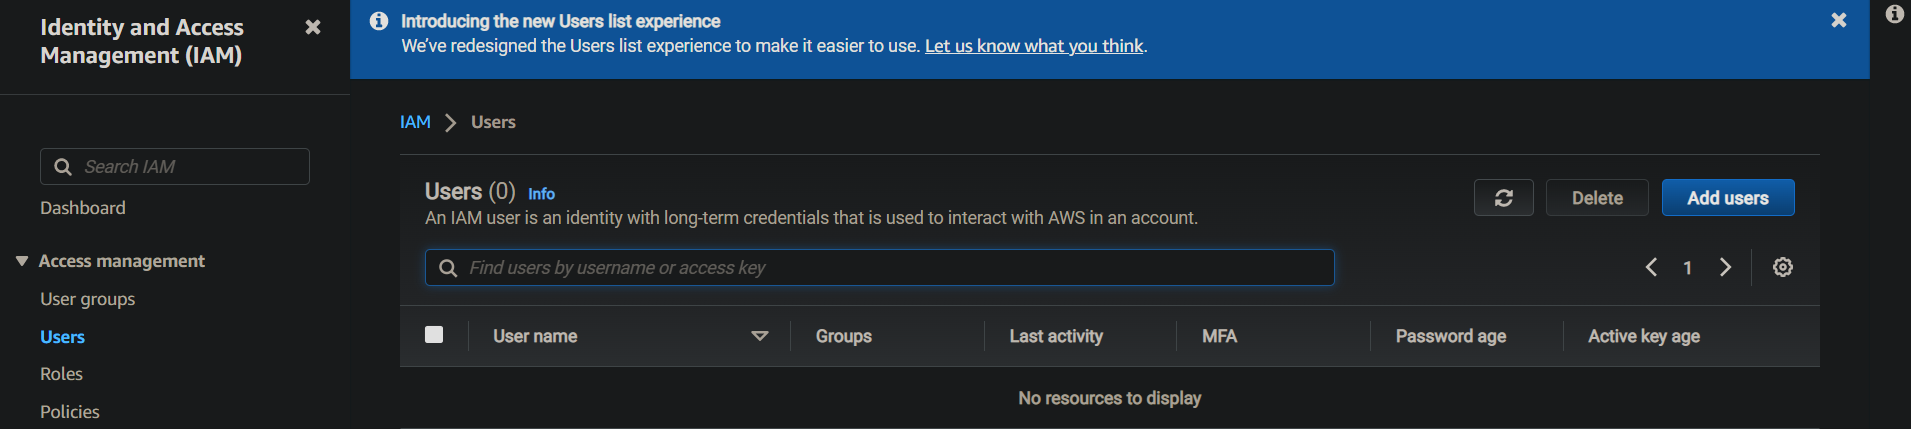 Identity and Access
Management (IAM)
Search IAM
Dashboard
Access management
User groups
Users
Roles
Policies
Introducing the new Users list experience
We've redesigned the Users list experience to make it easier to use. Let us know what you think.
IAM > Users
Users (0) Info
An IAM user is an identity with long-term credentials that is used to interact with AWS in an account.
Delete
Add users
Find users by username or access key
1
User name Groups Last activity MFA Password age Active key age
No resources to display